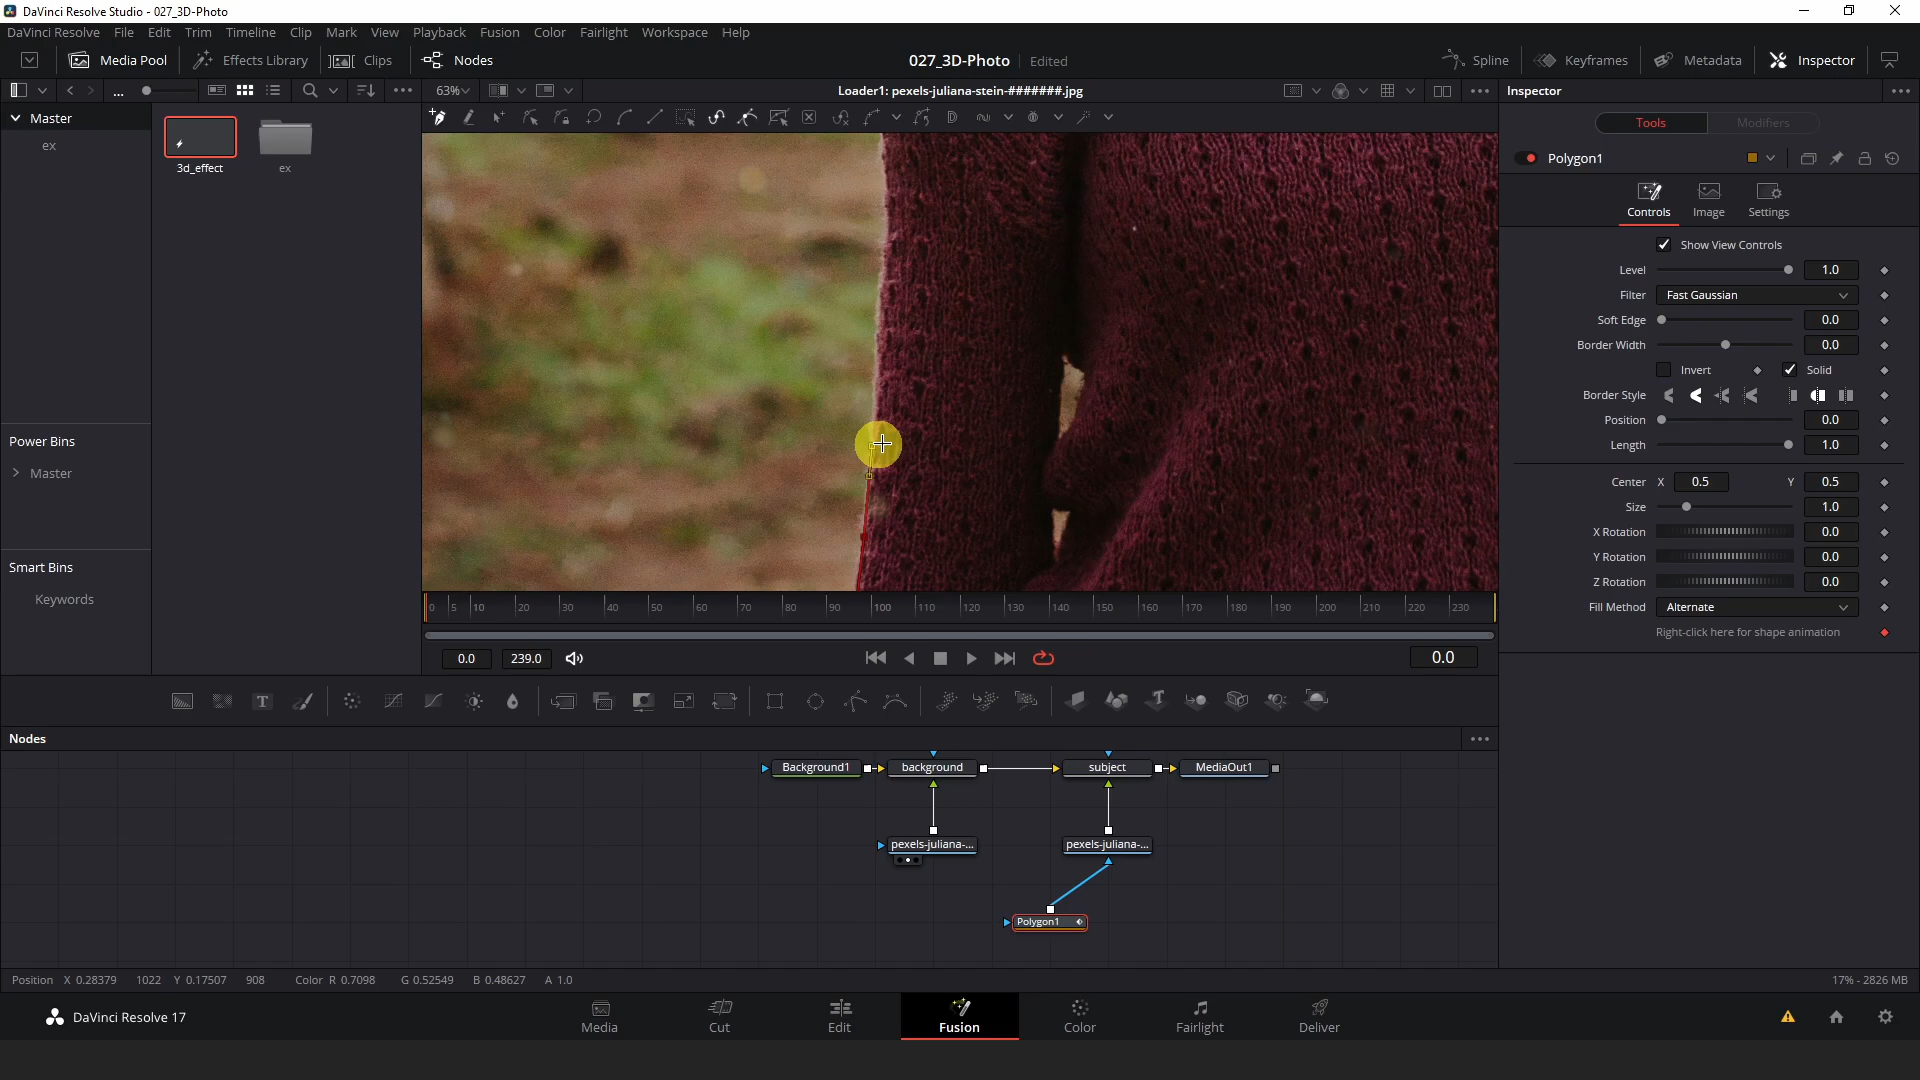 DaVinci Resolve Studio - 027_3D-Photo
DaVinci Resolve File Edit Trim Timeline Clip Mark View Playback Fusion Color Fairlight Workspace Help
Media Pool Effects Library Clips Nodes 027_3D-Photo Edited Spline Keyframes Metadata Inspector
... 63% Loader1: pexels-juliana-stein-#######.jpg Inspector
Master
ex
3d_effect
ex
Power Bins
Master
Smart Bins
Keywords
Tools Modifiers
Polygon1
Controls Image Settings
Show View Controls
Level 1.0
Filter Fast Gaussian
Soft Edge 0.0
Border Width 0.0
Invert Solid
Border Style
Position 0.0
Length 1.0
Center X 0.5 Y 0.5
Size 1.0
X Rotation 0.0
Y Rotation 0.0
Z Rotation 0.0
Fill Method Alternate
Right-click here for shape animation
0 5 10 20 30 40 50 60 70 80 90 100 110 120 130 140 150 160 170 180 190 200 210 220 230
0.0 239.0 0.0
Nodes
Background1 background subject MediaOut1
pexels-juliana-... pexels-juliana-...
Polygon1
Position X 0.28379 1022 Y 0.17507 908 Color R 0.7098 G 0.52549 B 0.48627 A 1.0 17% - 2826 MB
DaVinci Resolve 17 Media Cut Edit Fusion Color Fairlight Deliver